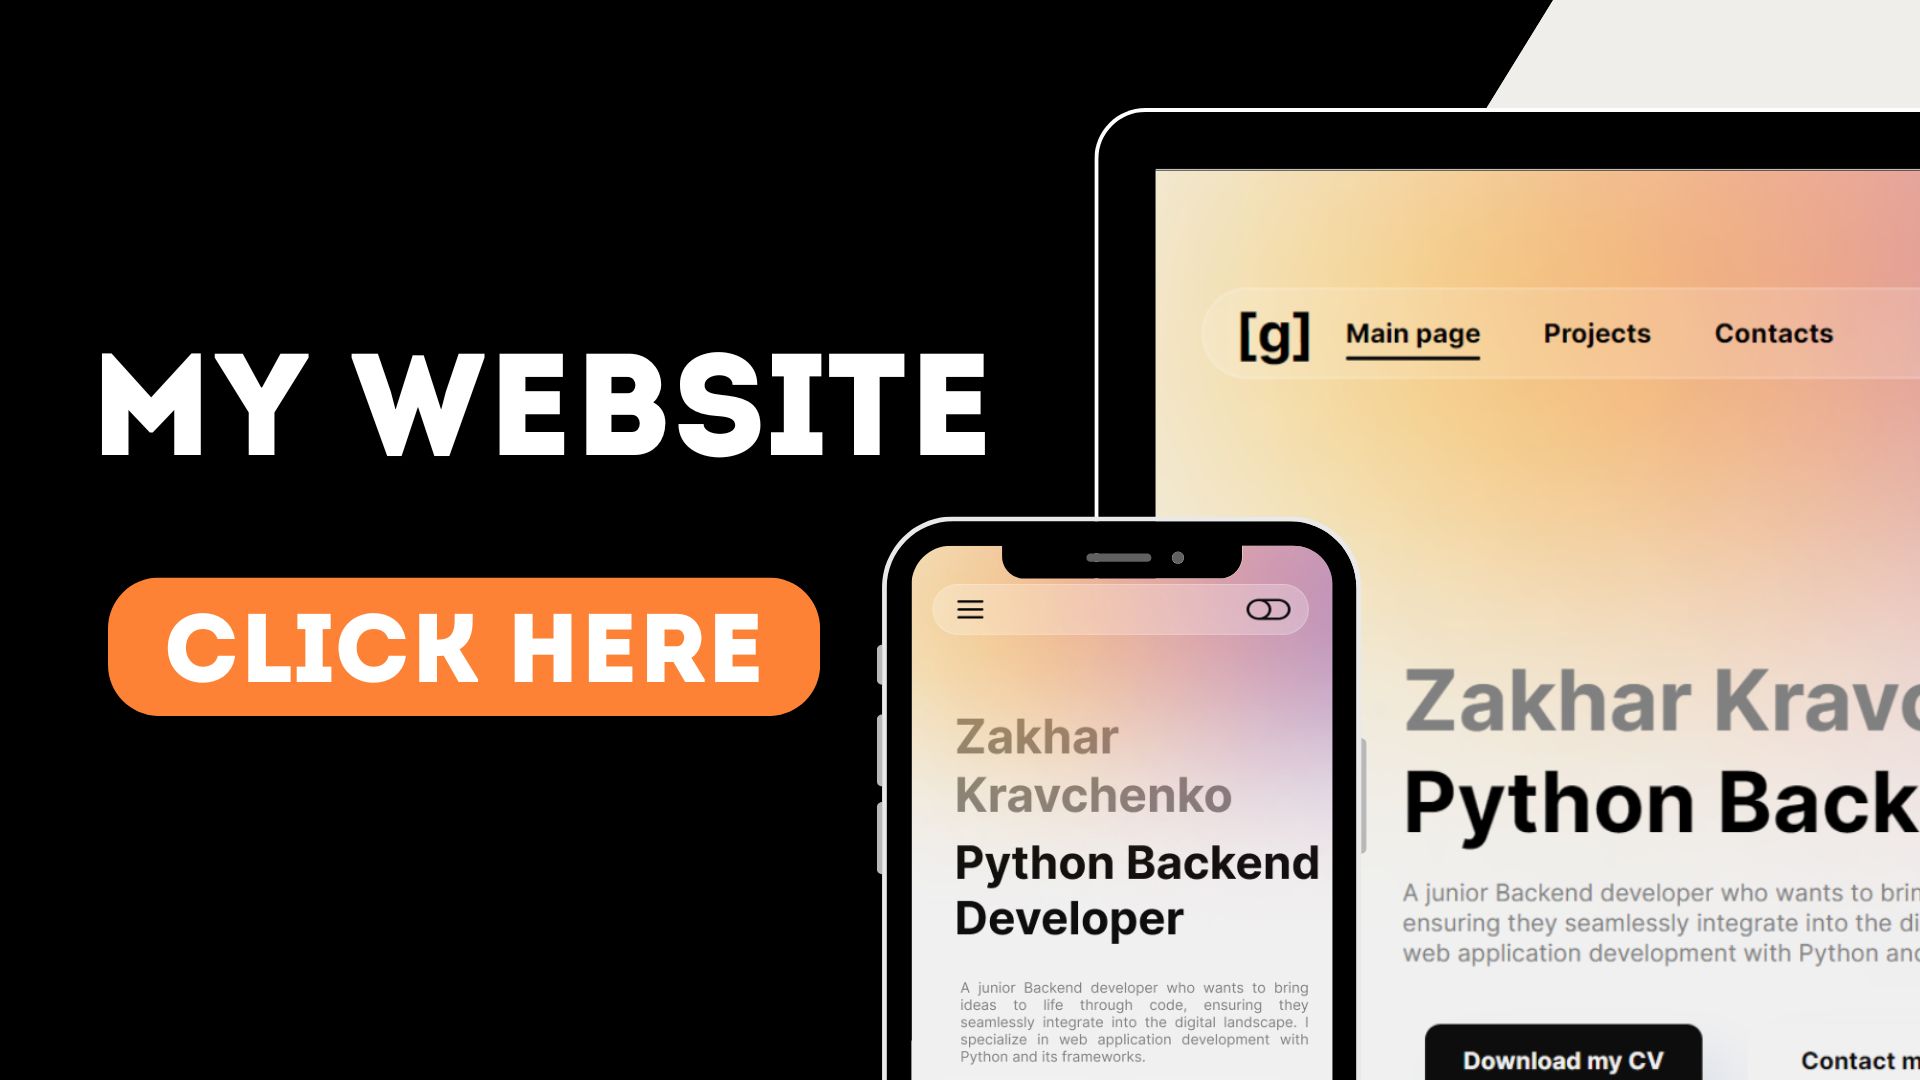 MY WEBSITE
CLICK HERE
[g] Main page Projects Contacts
Zakhar
Kravchenko
Python Backend
Developer
A junior Backend developer who wants to bring
ideas to life through code, ensuring they
seamlessly integrate into the digital landscape. I
specialize in web application development with
Python and its frameworks.
Zakhar Kravc
Python Back
A junior Backend developer who wants to brin
ensuring they seamlessly integrate into the di
web application development with Python and
Download my CV
Contact m